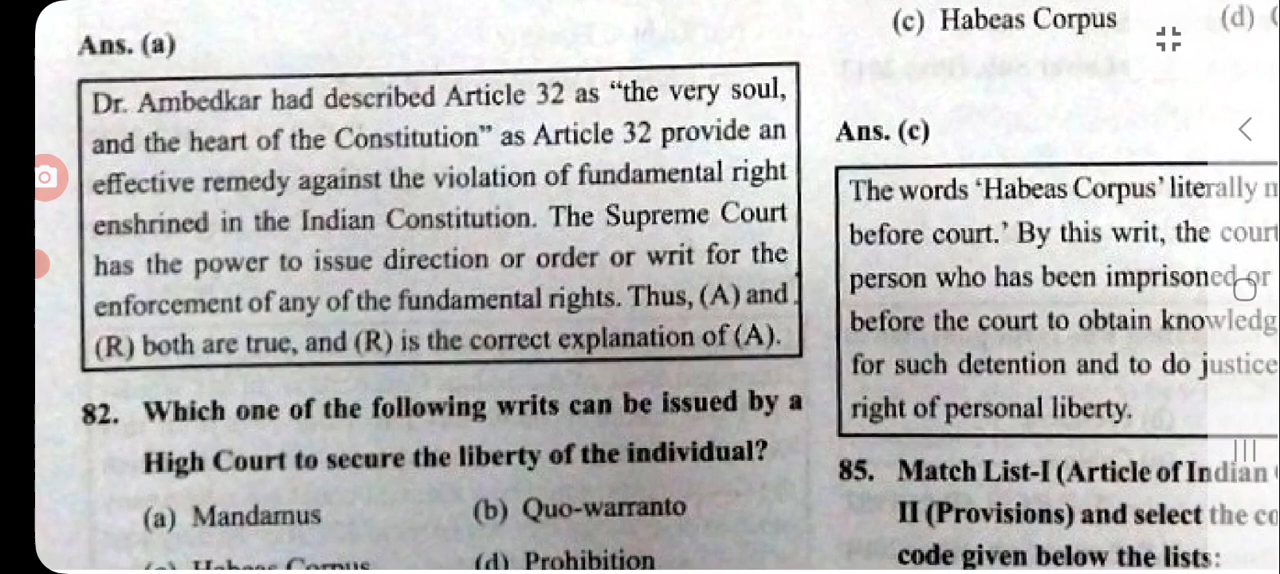 Ans. (a)
Dr. Ambedkar had described Article 32 as “the very soul,
and the heart of the Constitution” as Article 32 provide an
effective remedy against the violation of fundamental right
enshrined in the Indian Constitution. The Supreme Court
has the power to issue direction or order or writ for the
enforcement of any of the fundamental rights. Thus, (A) and
(R) both are true, and (R) is the correct explanation of (A).
82. Which one of the following writs can be issued by a
High Court to secure the liberty of the individual?
(a) Mandamus (b) Quo-warranto
(c) Habeas Corpus (d) Prohibition
(c) Habeas Corpus (d)
Ans. (c)
The words ‘Habeas Corpus’ literally
before court.’ By this writ, the court
person who has been imprisoned or
before the court to obtain
for such detention and to do justice
right of personal liberty.
85. Match List-I (Article of Indian
II (Provisions) and select the
code given below the lists: